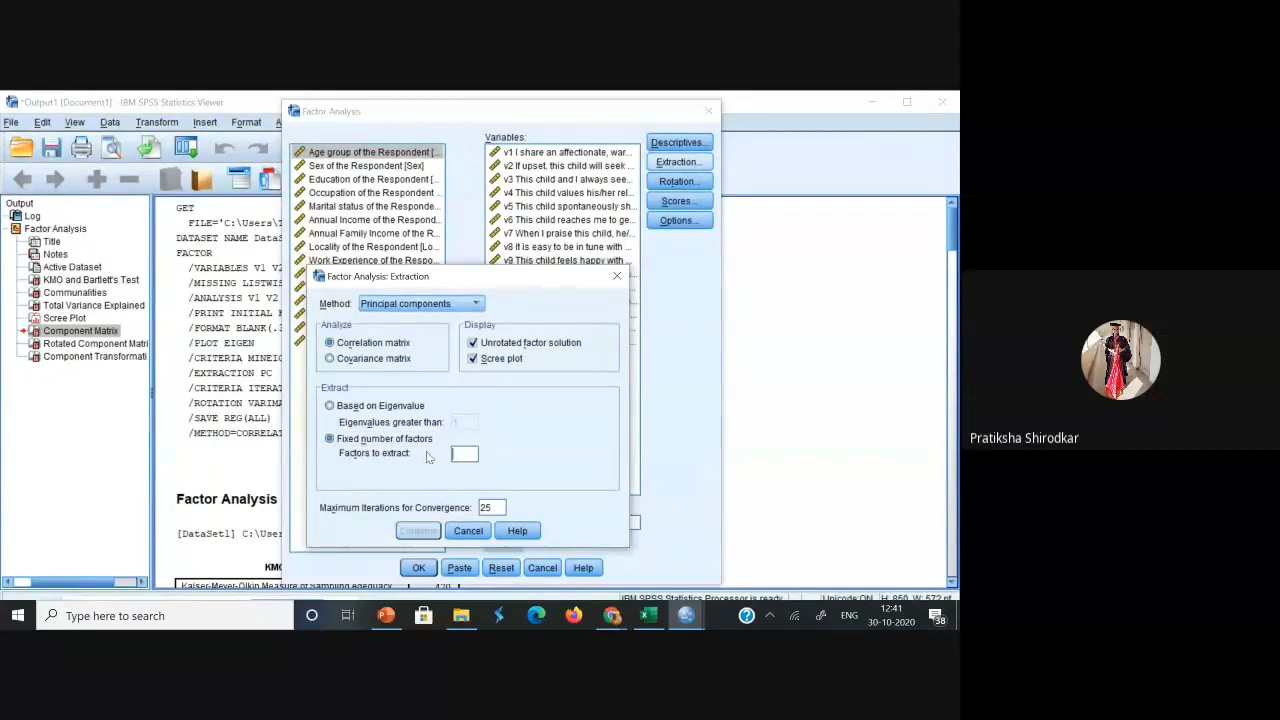 *Output1 [Document1] - IBM SPSS Statistics Viewer
File Edit View Data Transform Insert Format
Output
Log
Factor Analysis
Title
Notes
Active Dataset
KMO and Bartlett's Test
Communalities
Total Variance Explained
Scree Plot
Component Matrix
Rotated Component Matri
Component Transformati
GET
FILE='C:\Users\T
DATASET NAME DataS
FACTOR
/VARIABLES V1 V
/MISSING LISTWIS
/ANALYSIS V1 V2
/PRINT INITIAL K
/FORMAT BLANK(.3
/PLOT EIGEN
/CRITERIA MINEIG
/EXTRACTION PC
/CRITERIA ITERAT
/ROTATION VARIMA
/SAVE REG(ALL)
/METHOD=CORRELAT
Factor Analysis
[DataSet1] C:\User
KMO
Kaiser-Meyer-Olkin Measure of Sampling Adequacy
Factor Analysis
Age group of the Respondent [...
Sex of the Respondent [Sex]
Education of the Respondent [...
Occupation of the Respondent
Marital status of the Responde...
Annual Income of the Respond...
Annual Family Income of the R...
Locality of the Respondent [Lo...
Work Experience of the Respo
Variables:
v1 I share an affectionate, war...
v2 If upset, this child will seek ...
v3 This child and I always see...
v4 This child values his/her rel...
v5 This child spontaneously sh...
v6 This child reaches me to ge...
v7 When I praise this child, he/...
v8 It is easy to be in tune with ...
v9 This child feels happy with
Descriptives...
Extraction...
Rotation...
Scores...
Options...
Factor Analysis: Extraction
Method: Principal components
Analyze
Correlation matrix
Covariance matrix
Display
Unrotated factor solution
Scree plot
Extract
Based on Eigenvalue
Eigenvalues greater than: 1
Fixed number of factors
Factors to extract:
Maximum Iterations for Convergence: 25
Continue Cancel Help
OK Paste Reset Cancel Help
IBM SPSS Statistics Processor is ready
Unicode:ON H: 850, W: 572 pt
Type here to search
ENG
12:41
30-10-2020
38
Pratiksha Shirodkar